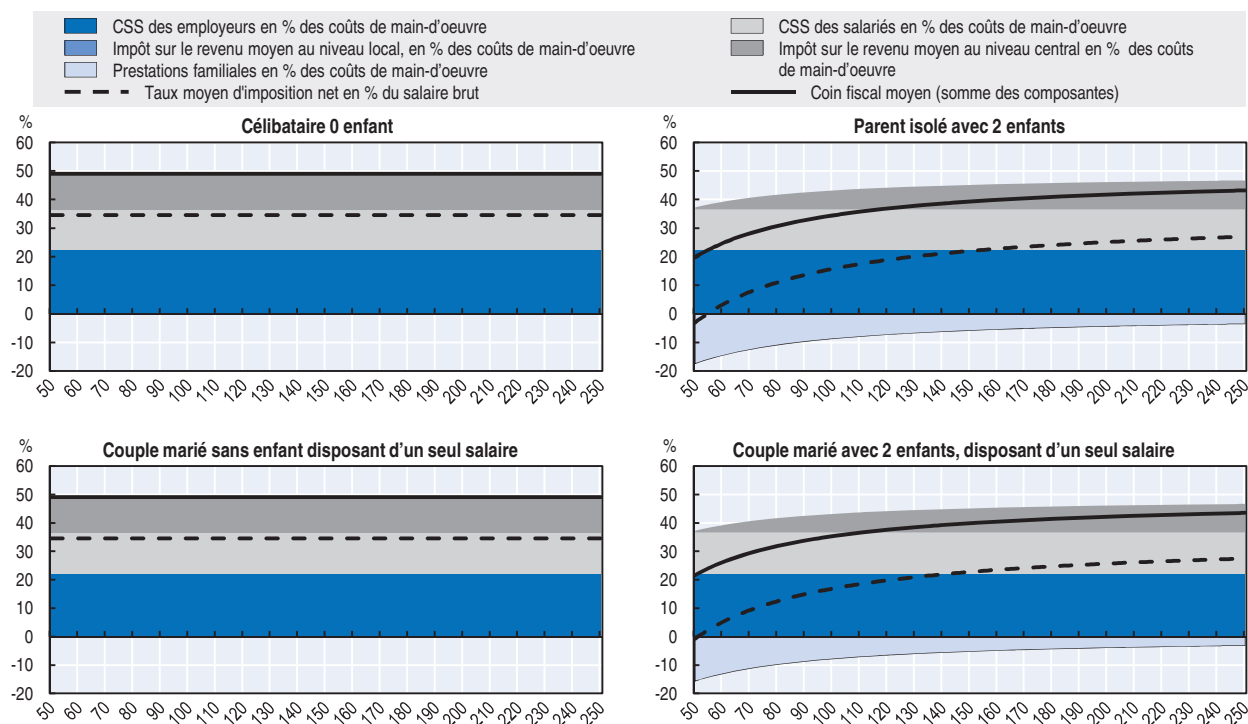 CSS des employeurs en % des coûts de main-d'oeuvre
Impôt sur le revenu moyen au niveau local, en % des coûts de main-d'oeuvre
Prestations familiales en % des coûts de main-d'oeuvre
Taux moyen d'imposition net en % du salaire brut
CSS des salariés en % des coûts de main-d'oeuvre
Impôt sur le revenu moyen au niveau central en % des coûts
de main-d'oeuvre
Coin fiscal moyen (somme des composantes)
%
Célibataire 0 enfant
60
50
40
30
20
10
0
-10
-20
50 60 70 80 90 100 110 120 130 140 150 160 170 180 190 200 210 220 230 240 250
%
Parent isolé avec 2 enfants
60
50
40
30
20
10
0
-10
-20
50 60 70 80 90 100 110 120 130 140 150 160 170 180 190 200 210 220 230 240 250
%
Couple marié sans enfant disposant d’un seul salaire
60
50
40
30
20
10
0
-10
-20
50 60 70 80 90 100 110 120 130 140 150 160 170 180 190 200 210 220 230 240 250
%
Couple marié avec 2 enfants, disposant d’un seul salaire
60
50
40
30
20
10
0
-10
-20
50 60 70 80 90 100 110 120 130 140 150 160 170 180 190 200 210 220 230 240 250